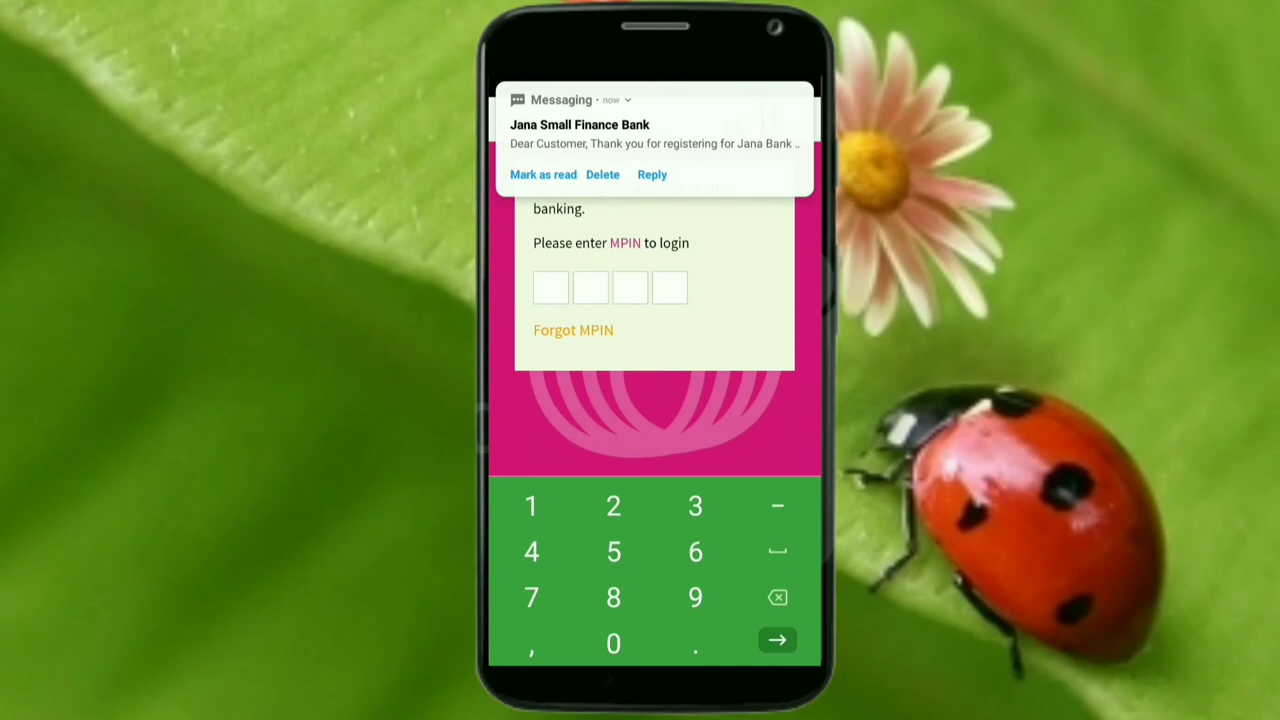 Messaging • now
Jana Small Finance Bank
Dear Customer, Thank you for registering for Jana Bank ..
Mark as read Delete Reply
banking.
Please enter MPIN to login
Forgot MPIN
1 2 3 -
4 5 6
7 8 9
, 0 .